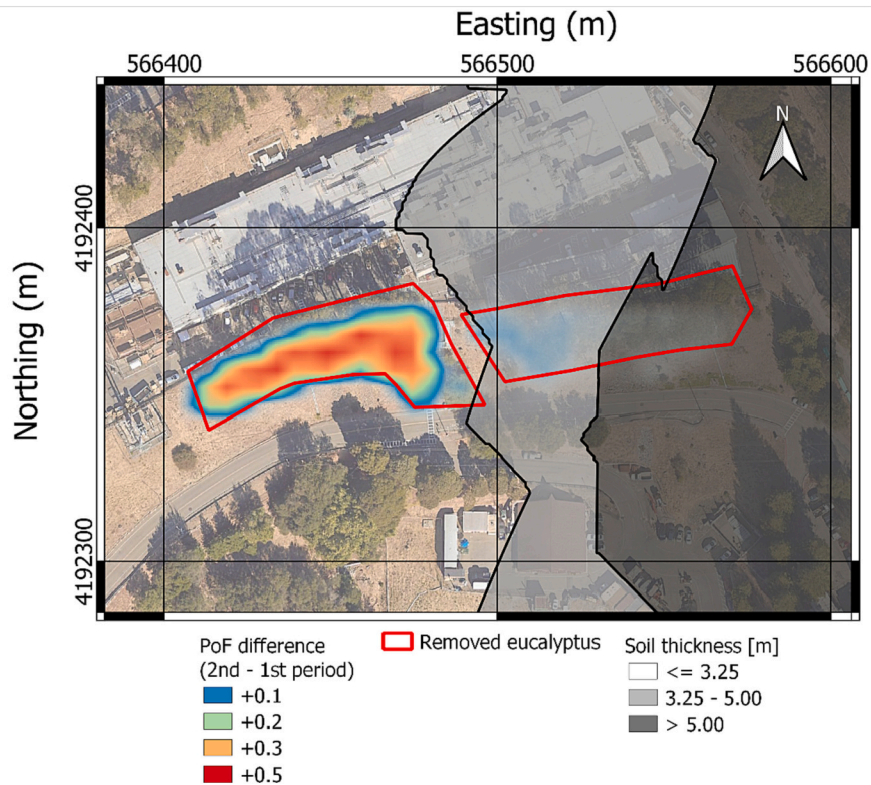 Easting (m)
566400 566500 566600
N
Northing (m)
4192400
4192300
PoF difference
(2nd - 1st period)
+0.1
+0.2
+0.3
+0.5
Removed eucalyptus
Soil thickness [m]
<= 3.25
3.25 - 5.00
> 5.00